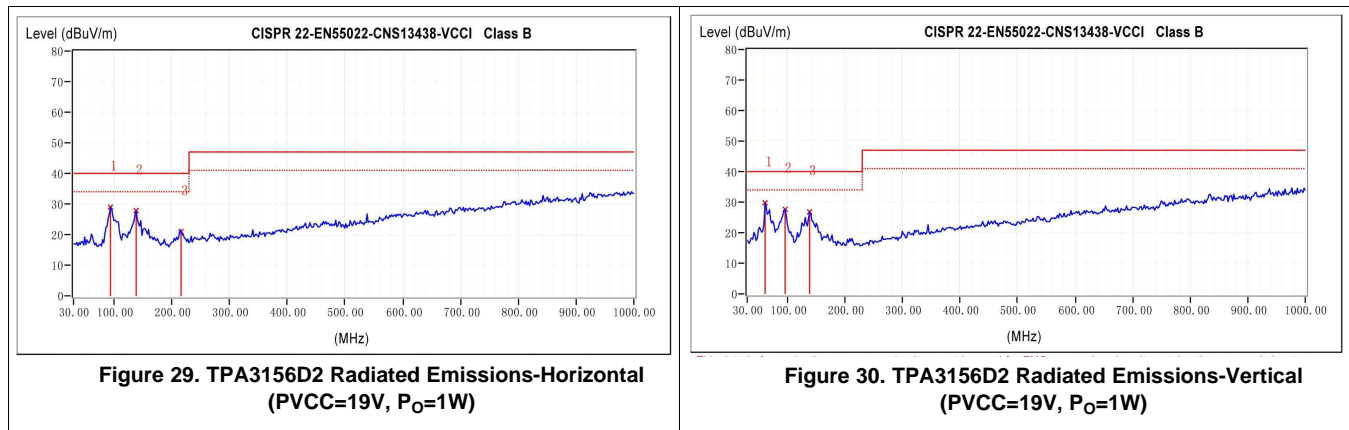 Level (dBuV/m)
CISPR 22-EN55022-CNS13438-VCCI Class B
80
70
60
50
40
30
20
10
0
1
2
3
30.00 100.00 200.00 300.00 400.00 500.00 600.00 700.00 800.00 900.00 1000.00
(MHz)
Figure 29. TPA3156D2 Radiated Emissions-Horizontal
(PVCC=19V, PO=1W)
Level (dBuV/m)
CISPR 22-EN55022-CNS13438-VCCI Class B
80
70
60
50
40
30
20
10
0
1
2
3
30.00 100.00 200.00 300.00 400.00 500.00 600.00 700.00 800.00 900.00 1000.00
(MHz)
Figure 30. TPA3156D2 Radiated Emissions-Vertical
(PVCC=19V, PO=1W)